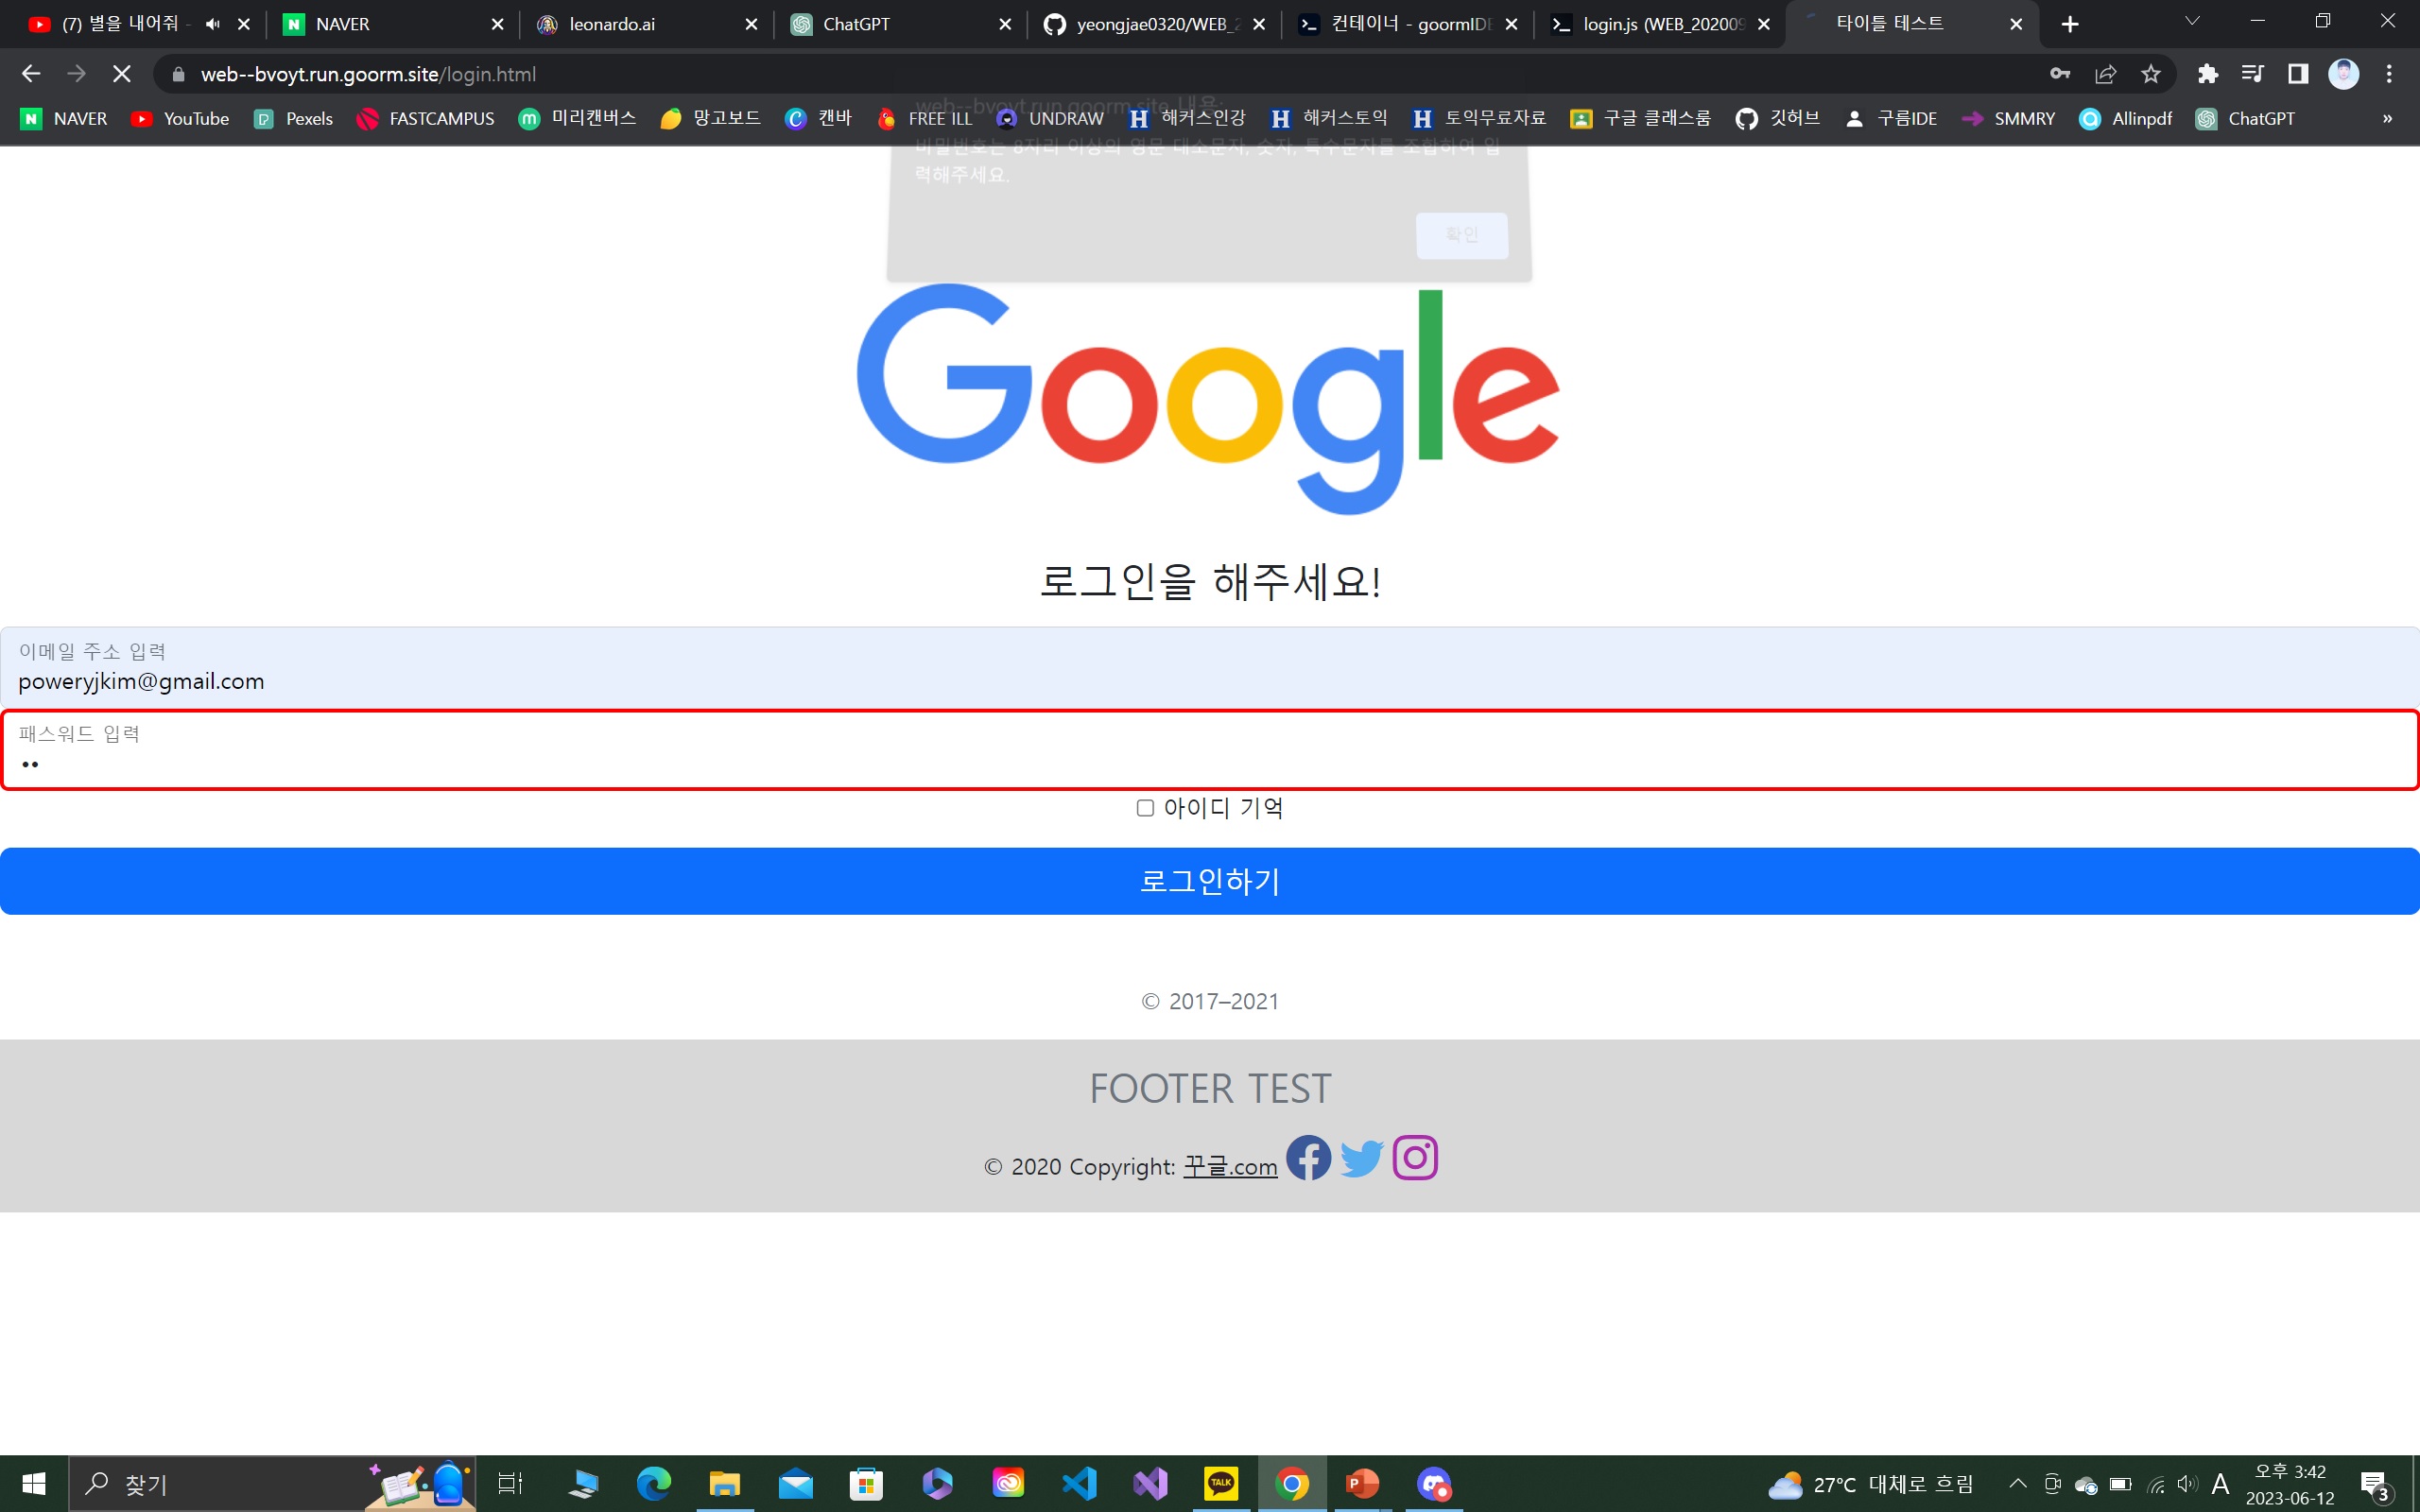 (7) 별을 내어줘 -
NAVER
leonardo.ai
ChatGPT
yeongjae0320/WEB_2
컨테이너 - goormIDE
login.js (WEB_202009
타이틀 테스트
web--bvoyt.run.goorm.site/login.html
NAVER
YouTube
Pexels
FASTCAMPUS
미리캔버스
망고보드
캔바
FREE ILL
UNDRAW
해커스인강
해커스토익
토익무료자료
구글 클래스룸
깃허브
구름IDE
SMMRY
Allinpdf
ChatGPT
»
web--bvoyt.run.goorm.site 내용:
비밀번호는 8자리 이상의 영문 대소문자, 숫자, 특수문자를 조합하여 입
력해주세요.
확인
Google
로그인을 해주세요!
이메일 주소 입력
poweryjkim@gmail.com
패스워드 입력
••
아이디 기억
로그인하기
© 2017–2021
FOOTER TEST
© 2020 Copyright: 꾸글.com
찾기
TALK
27°C 대체로 흐림
A
오후 3:42
2023-06-12
3